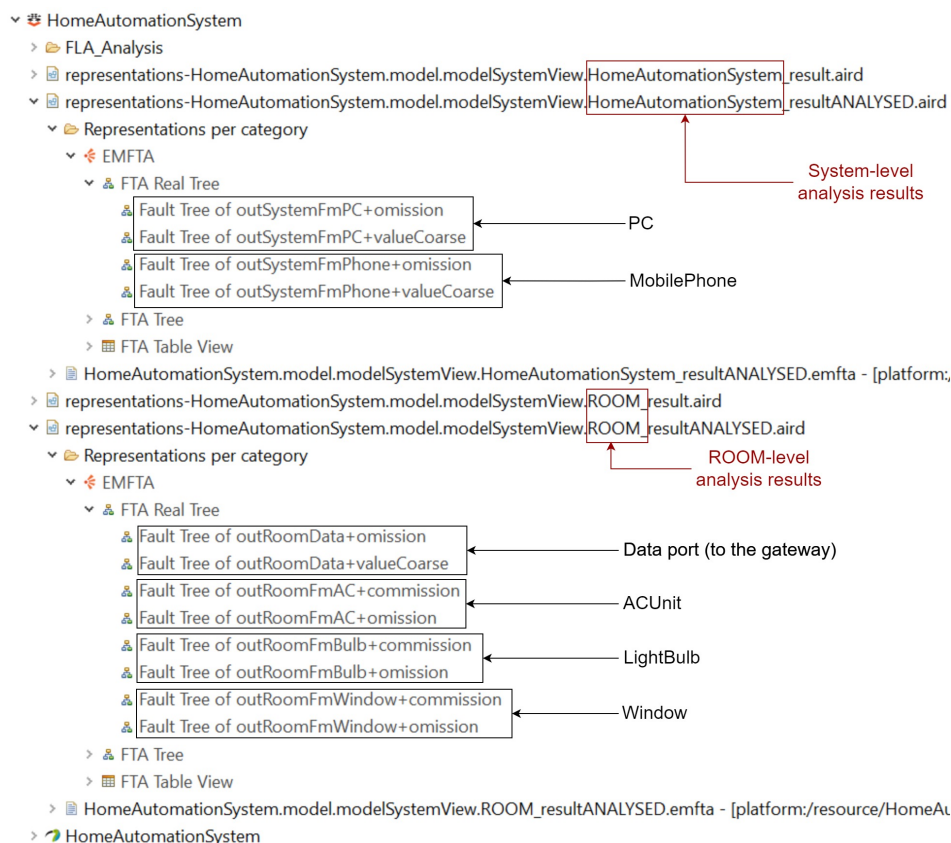 HomeAutomationSystem
FLA_Analysis
representations-HomeAutomationSystem.model.modelSystemView.HomeAutomationSystem_result.aird
representations-HomeAutomationSystem.model.modelSystemView.HomeAutomationSystem_resultANALYSED.aird
Representations per category
EMFTA
System-level
analysis results
FTA Real Tree
Fault Tree of outSystemFmPC+omission
PC
Fault Tree of outSystemFmPC+valueCoarse
Fault Tree of outSystemFmPhone+omission
MobilePhone
Fault Tree of outSystemFmPhone+valueCoarse
FTA Tree
FTA Table View
HomeAutomationSystem.model.modelSystemView.HomeAutomationSystem_resultANALYSED.emfta - [platform:/
representations-HomeAutomationSystem.model.modelSystemView.ROOM_result.aird
representations-HomeAutomationSystem.model.modelSystemView.ROOM_resultANALYSED.aird
Representations per category
ROOM-level
analysis results
EMFTA
FTA Real Tree
Fault Tree of outRoomData+omission
Data port (to the gateway)
Fault Tree of outRoomData+valueCoarse
Fault Tree of outRoomFmAC+commission
ACUnit
Fault Tree of outRoomFmAC+omission
Fault Tree of outRoomFmBulb+commission
LightBulb
Fault Tree of outRoomFmBulb+omission
Fault Tree of outRoomFmWindow+commission
Window
Fault Tree of outRoomFmWindow+omission
FTA Tree
FTA Table View
HomeAutomationSystem.model.modelSystemView.ROOM_resultANALYSED.emfta - [platform:/resource/HomeAu
HomeAutomationSystem